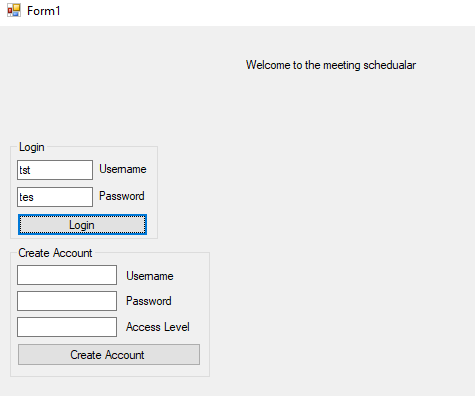 Form1
Welcome to the meeting schedualar
Login
tst Username
tes Password
Login
Create Account
Username
Password
Access Level
Create Account